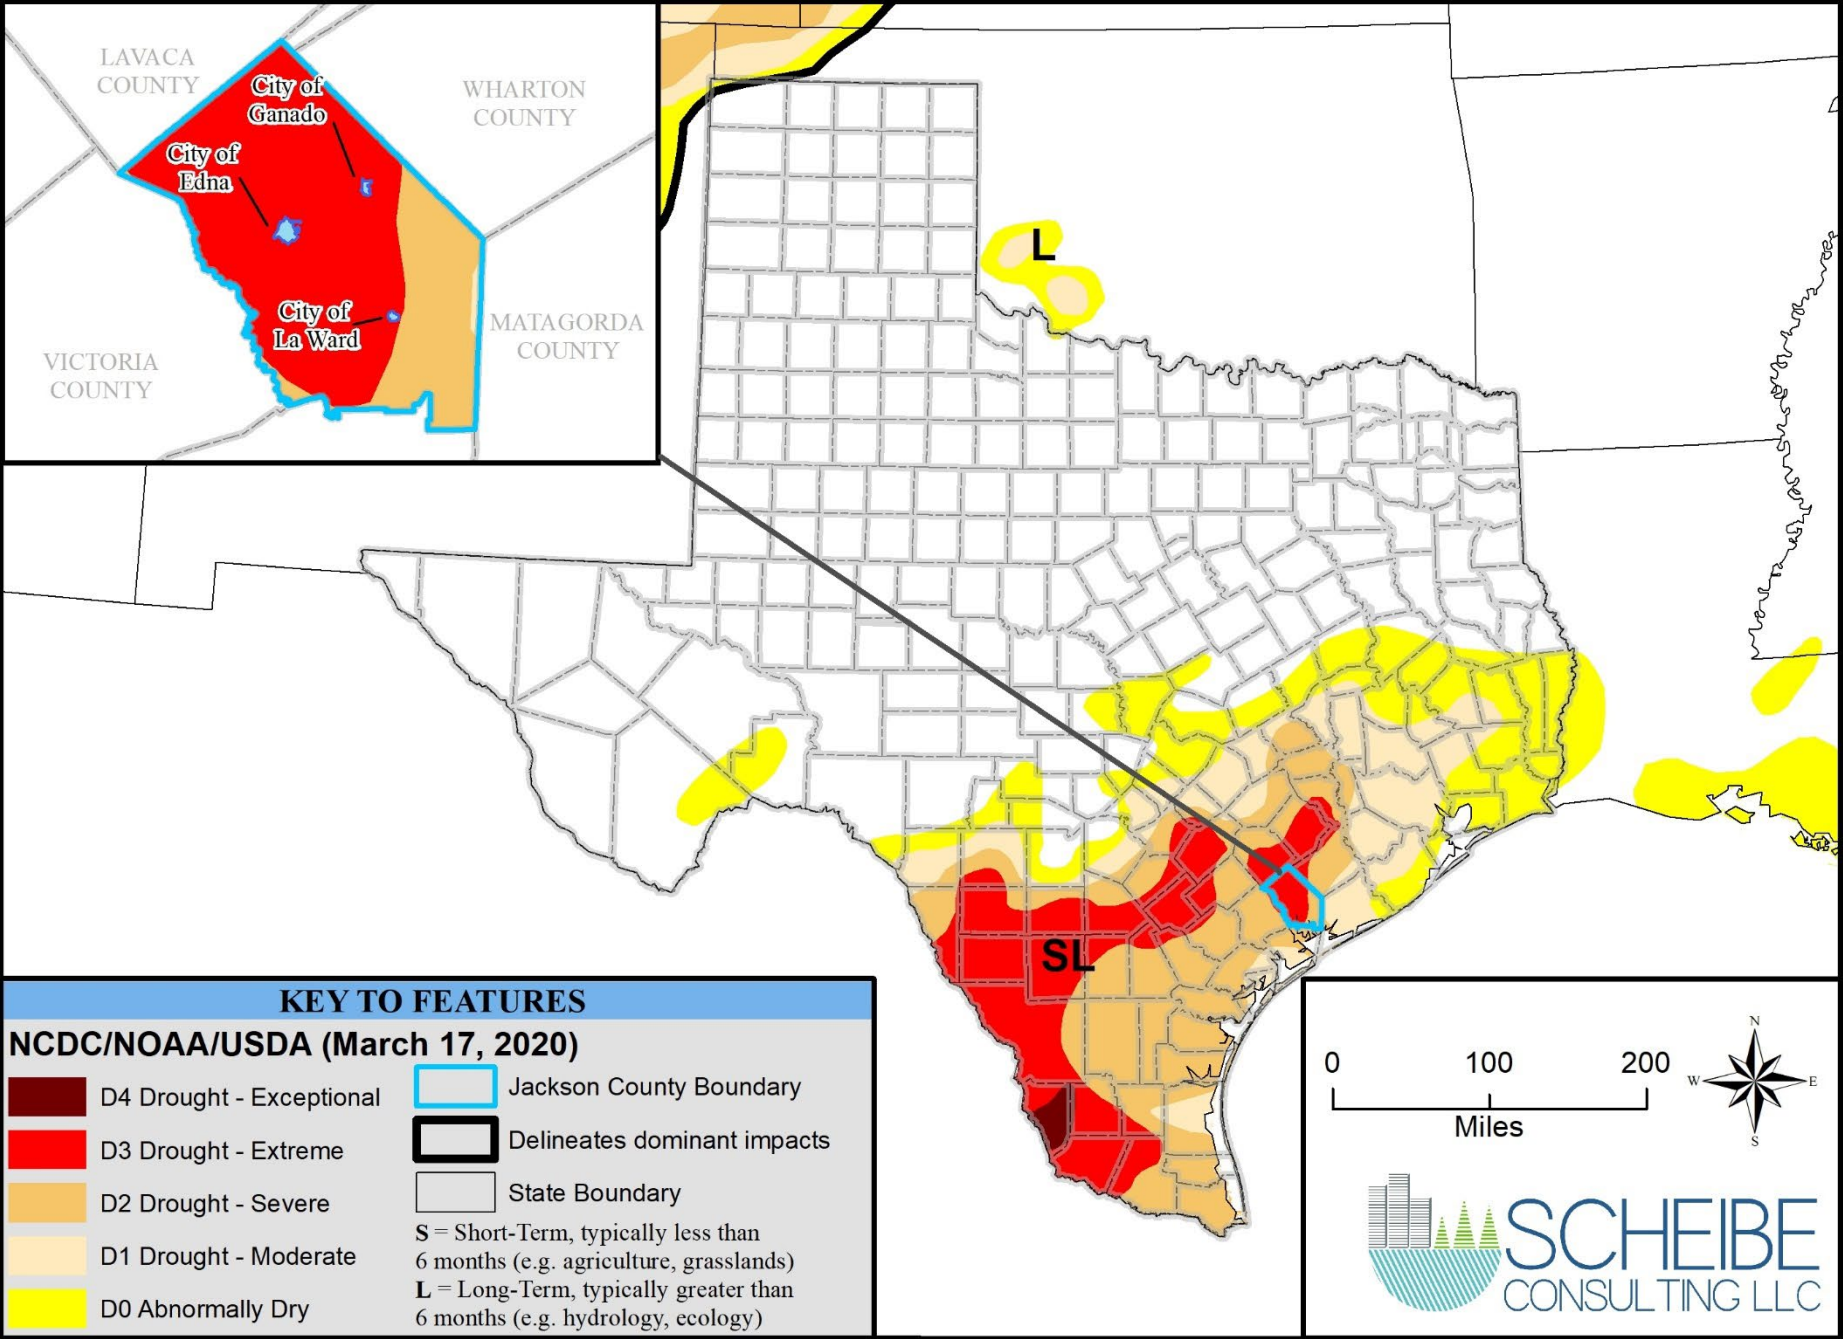 LAVACA
COUNTY
City of
Ganado
WHARTON
COUNTY
City of
Edna
City of
La Ward
MATAGORDA
COUNTY
VICTORIA
COUNTY
L
SL
KEY TO FEATURES
NCDC/NOAA/USDA (March 17, 2020)
D4 Drought - Exceptional
D3 Drought - Extreme
D2 Drought - Severe
D1 Drought - Moderate
D0 Abnormally Dry
Jackson County Boundary
Delineates dominant impacts
State Boundary
S = Short-Term, typically less than
6 months (e.g. agriculture, grasslands)
L = Long-Term, typically greater than
6 months (e.g. hydrology, ecology)
0 100 200
Miles
N
W E
S
SCHEIBE
CONSULTING LLC